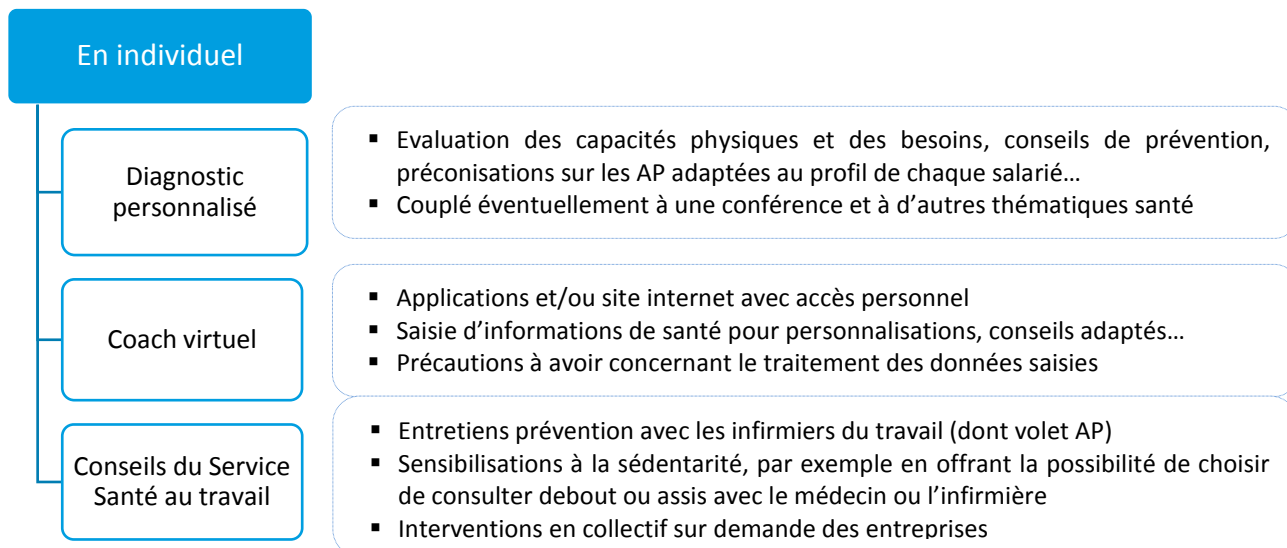 En individuel
Diagnostic
personnalisé
▪ Evaluation des capacités physiques et des besoins, conseils de prévention,
préconisations sur les AP adaptées au profil de chaque salarié…
▪ Couplé éventuellement à une conférence et à d’autres thématiques santé
Coach virtuel
▪ Applications et/ou site internet avec accès personnel
▪ Saisie d’informations de santé pour personnalisations, conseils adaptés…
▪ Précautions à avoir concernant le traitement des données saisies
Conseils du Service
Santé au travail
▪ Entretiens prévention avec les infirmiers du travail (dont volet AP)
▪ Sensibilisations à la sédentarité, par exemple en offrant la possibilité de choisir
de consulter debout ou assis avec le médecin ou l’infirmière
▪ Interventions en collectif sur demande des entreprises